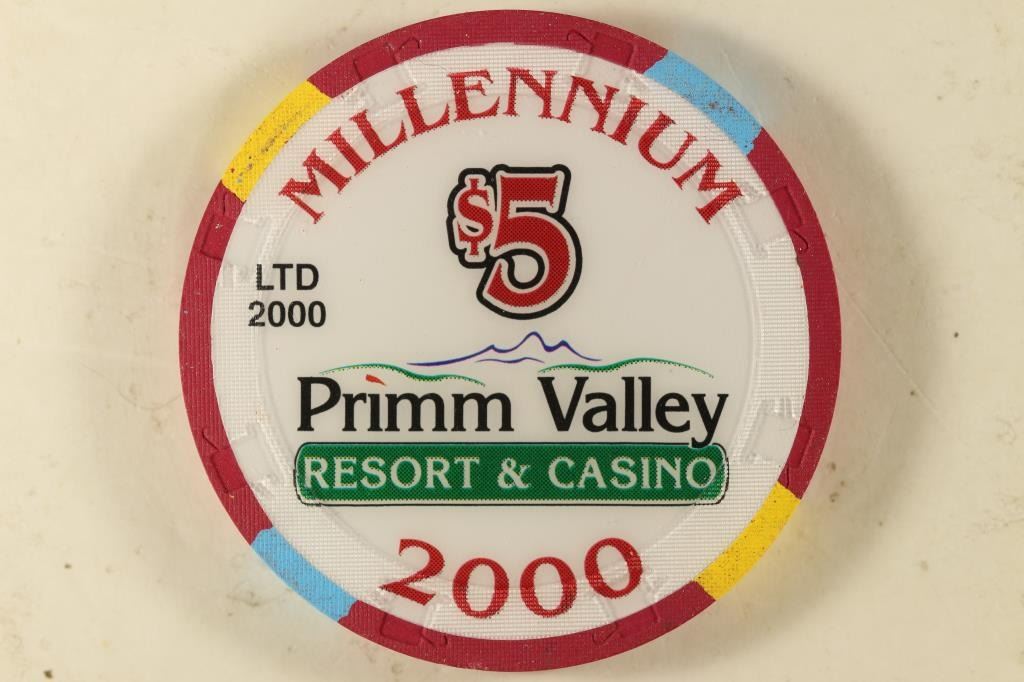 MILLENNIUM
$5
LTD
2000
Primm Valley
RESORT & CASINO
2000